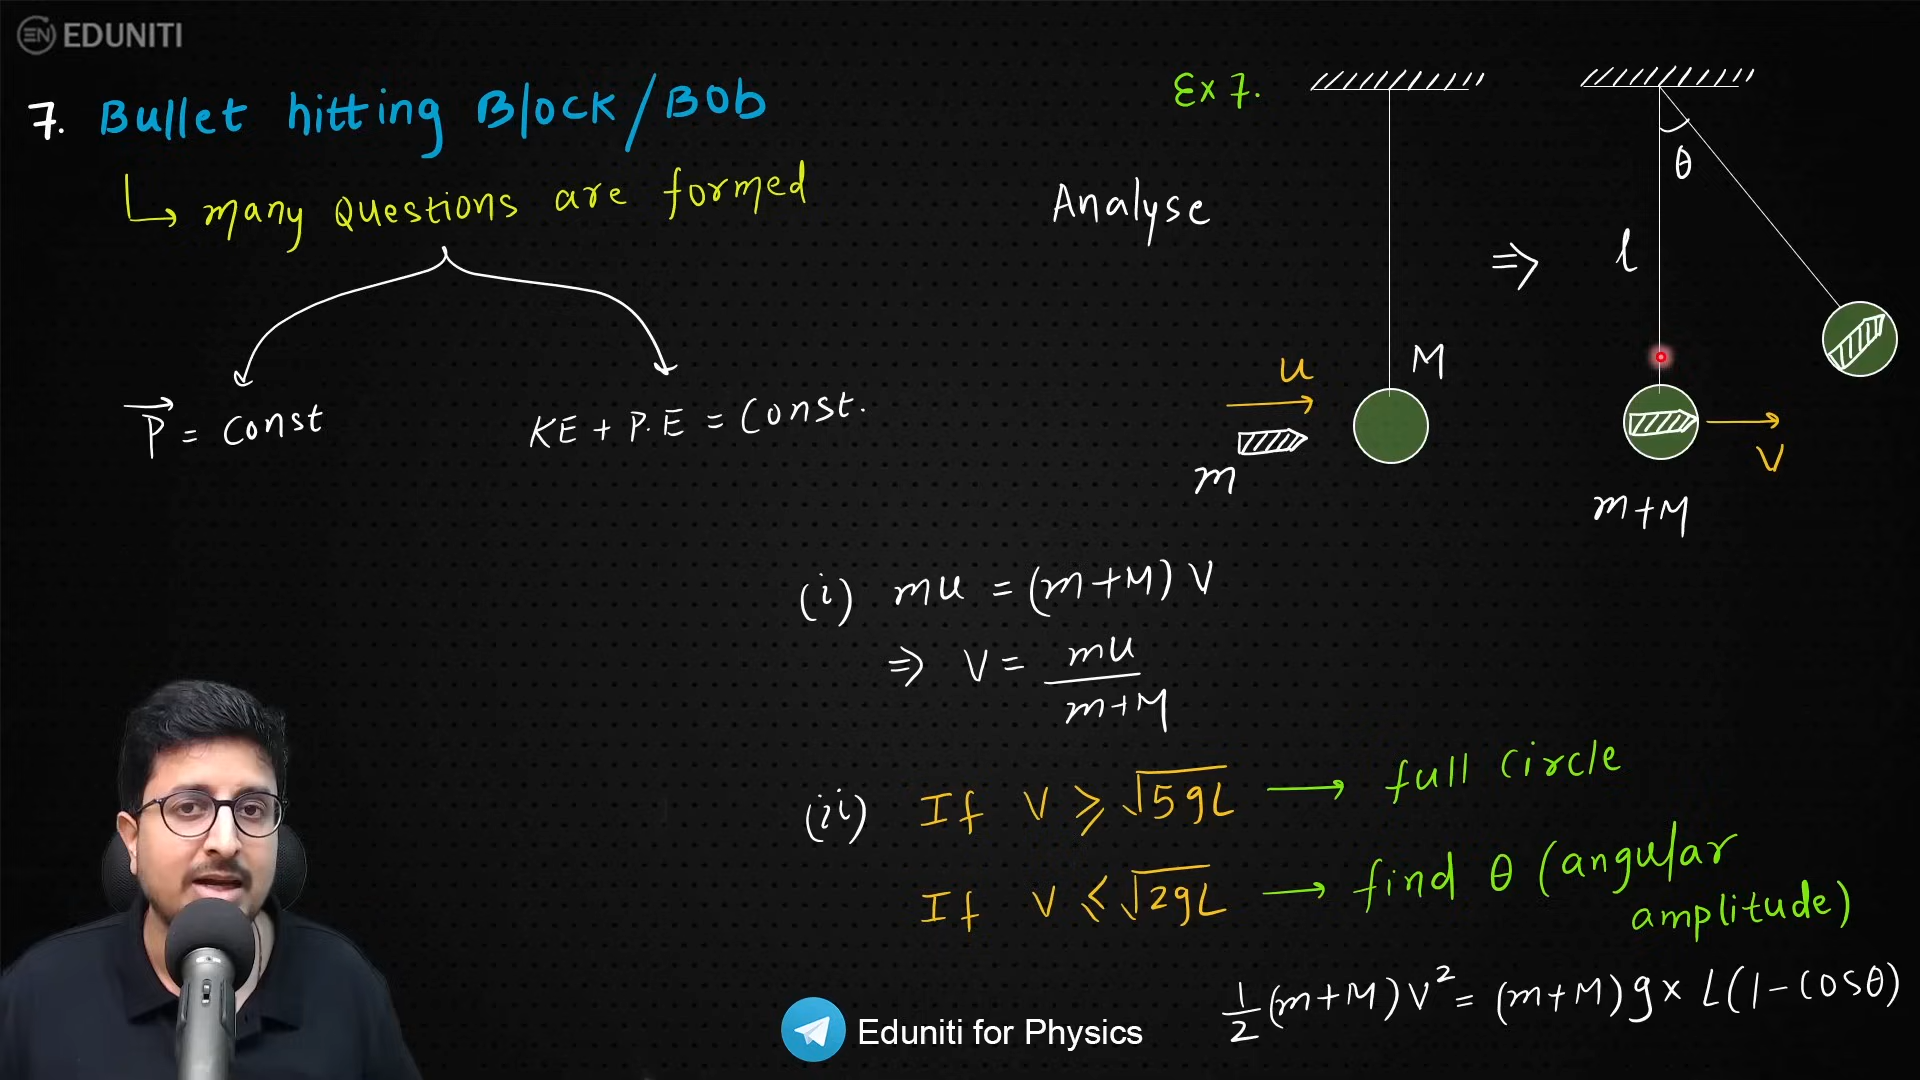 EN EDUNITI
7. Bullet hitting Block/Bob
↳ many questions are formed
P⃗ = const
KE + P.E = const.
Ex 7.
Analyse
u
m
M
⇒
l
θ
V
m+M
(i) mu = (m+M) V
⇒ V = mu/(m+M)
(ii) If V ≥ √5gL → full circle
If V ≤ √2gL → find θ (angular
amplitude)
1/2 (m+M) V² = (m+M) g × L(1-cosθ)
Eduniti for Physics